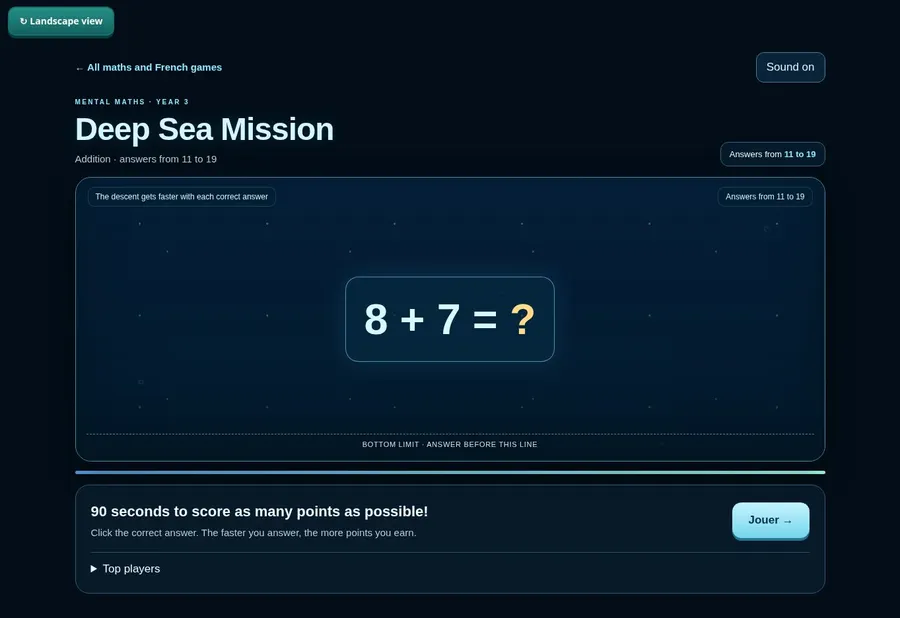 ↻ Landscape view
← All maths and French games
Sound on
MENTAL MATHS · YEAR 3
Deep Sea Mission
Addition · answers from 11 to 19
Answers from 11 to 19
The descent gets faster with each correct answer
Answers from 11 to 19
8 + 7 = ?
BOTTOM LIMIT · ANSWER BEFORE THIS LINE
90 seconds to score as many points as possible!
Click the correct answer. The faster you answer, the more points you earn.
Jouer →
▶ Top players